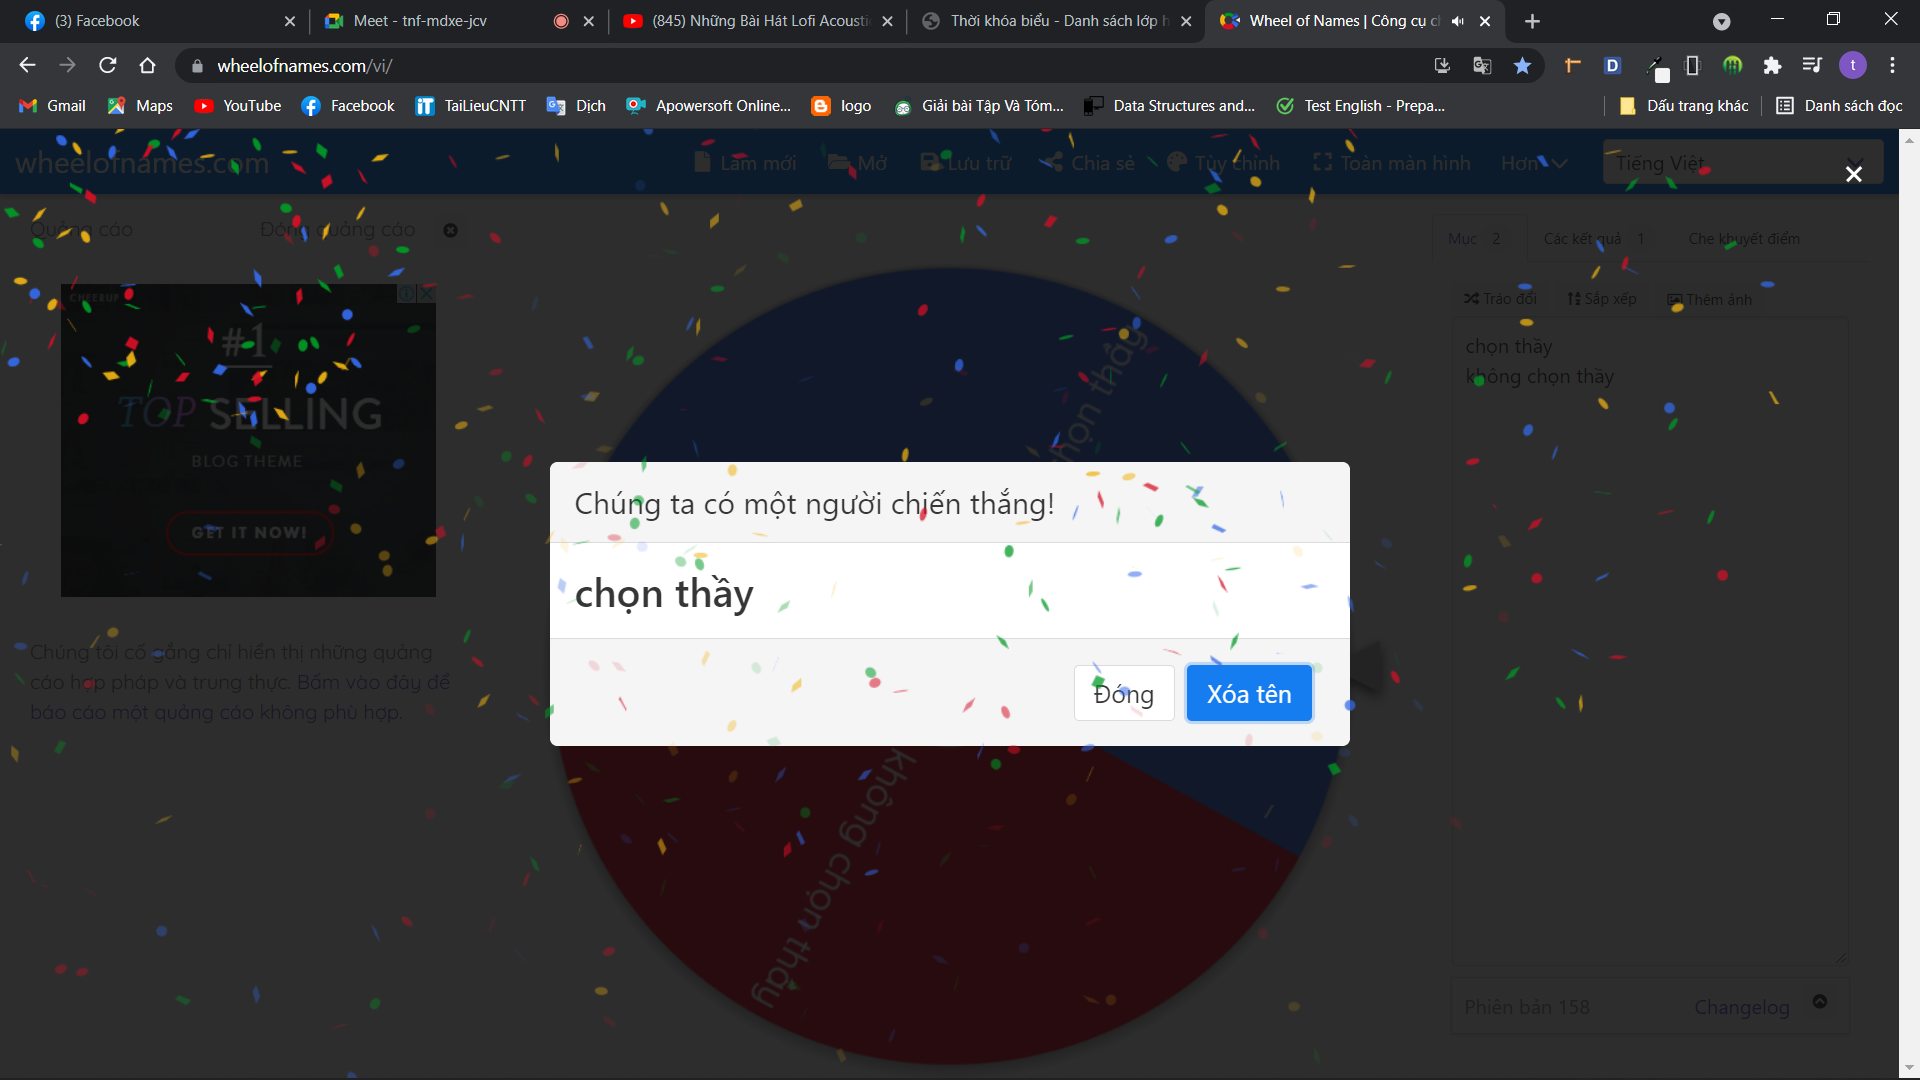 (3) Facebook
Meet - tnf-mdxe-jcv
(845) Những Bài Hát Lofi Acousti
Thời khóa biểu - Danh sách lớp h
Wheel of Names | Công cụ ch
wheelofnames.com/vi/
t
Gmail
Maps
YouTube
Facebook
TaiLieuCNTT
Dịch
Apowersoft Online...
logo
Giải bài Tập Và Tóm...
Data Structures and...
Test English - Prepa...
Dấu trang khác
Danh sách đọc
wheelofnames.com
Làm mới
Mở
Lưu trữ
Chia sẻ
Tùy chỉnh
Toàn màn hình
Hơn
Tiếng Việt
Quảng cáo
Đóng quảng cáo
Mục 2
Các kết quả 1
Che khuyết điểm
CHEERUP
#1
TOP SELLING
BLOG THEME
GET IT NOW!
Tráo đổi
Sắp xếp
Thêm ảnh
chọn thầy
không chọn thầy
chọn thầy
Chúng ta có một người chiến thắng!
chọn thầy
Đóng
Xóa tên
Chúng tôi cố gắng chỉ hiển thị những quảng
cáo hợp pháp và trung thực. Bấm vào đây để
báo cáo một quảng cáo không phù hợp.
không chọn thầy
Phiên bản 158
Changelog